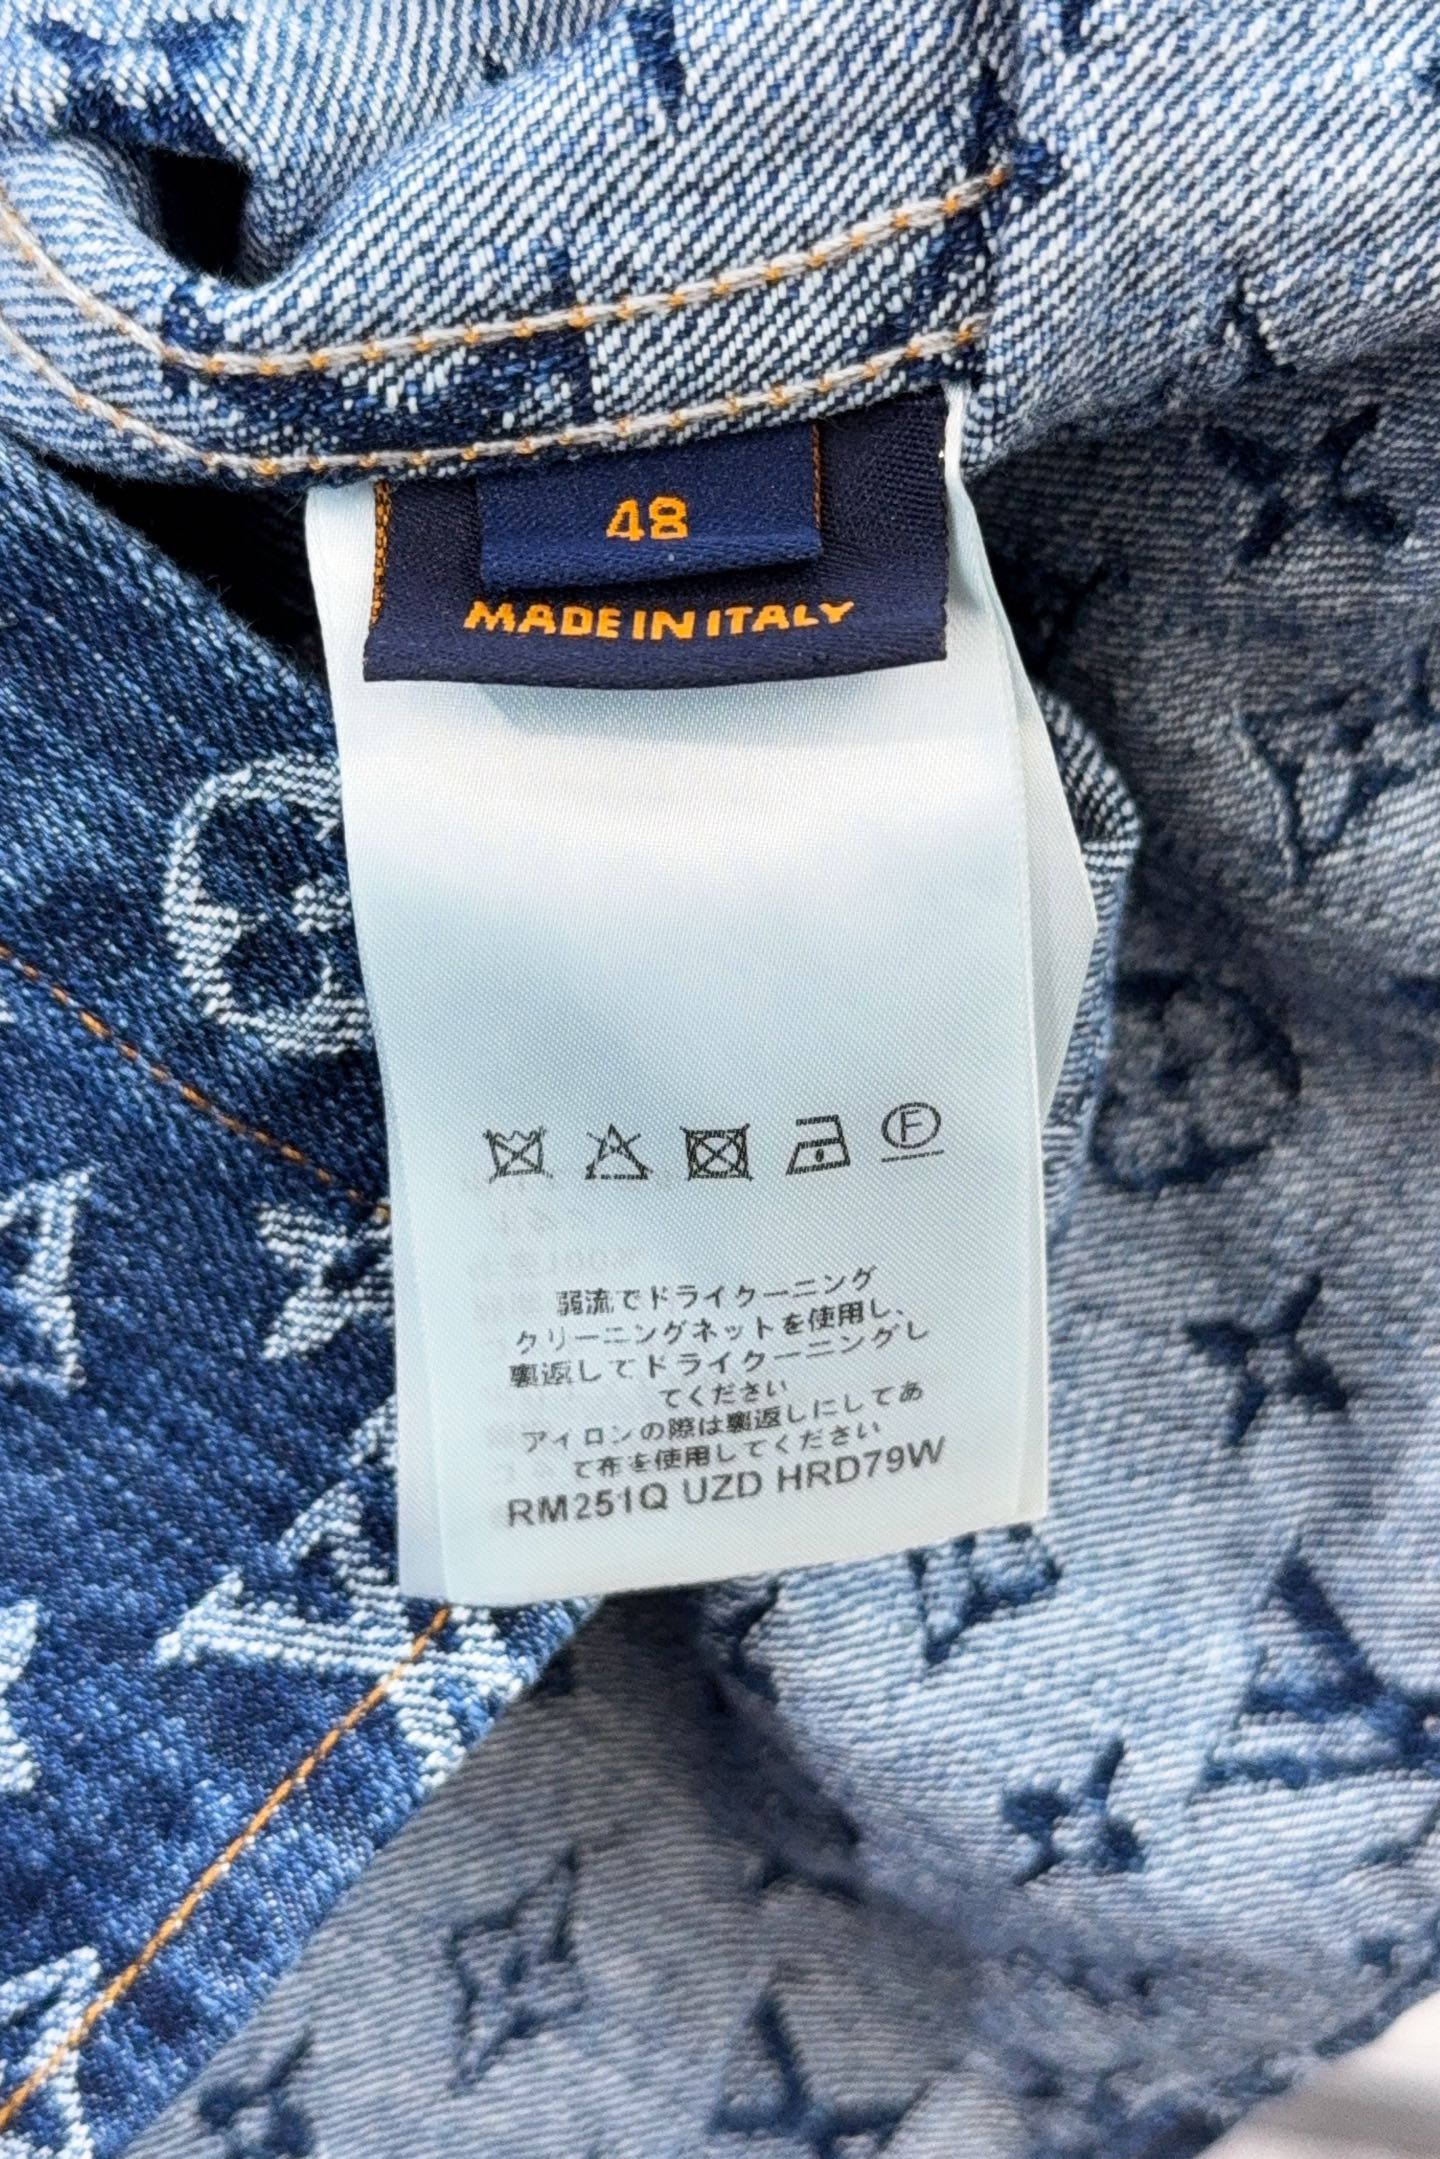 48
MADE IN ITALY
F
弱流でドライクーニング
クリーニングネットを使用し、
裏返してドライクーニングし
てください
アイロンの際は裏返しにしてあ
て布を使用してください
RM251Q UZD HRD79W